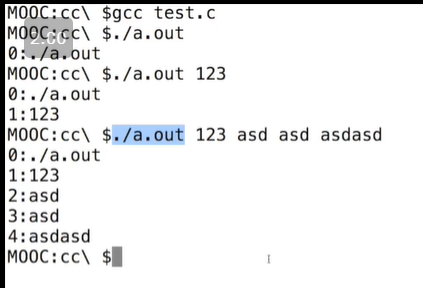 MOOC:cc\ $gcc test.c
MOOC:cc\ $./a.out
0:./a.out
MOOC:cc\ $./a.out 123
0:./a.out
1:123
MOOC:cc\ $./a.out 123 asd asd asdasd
0:./a.out
1:123
2:asd
3:asd
4:asdasd
MOOC:cc\ $